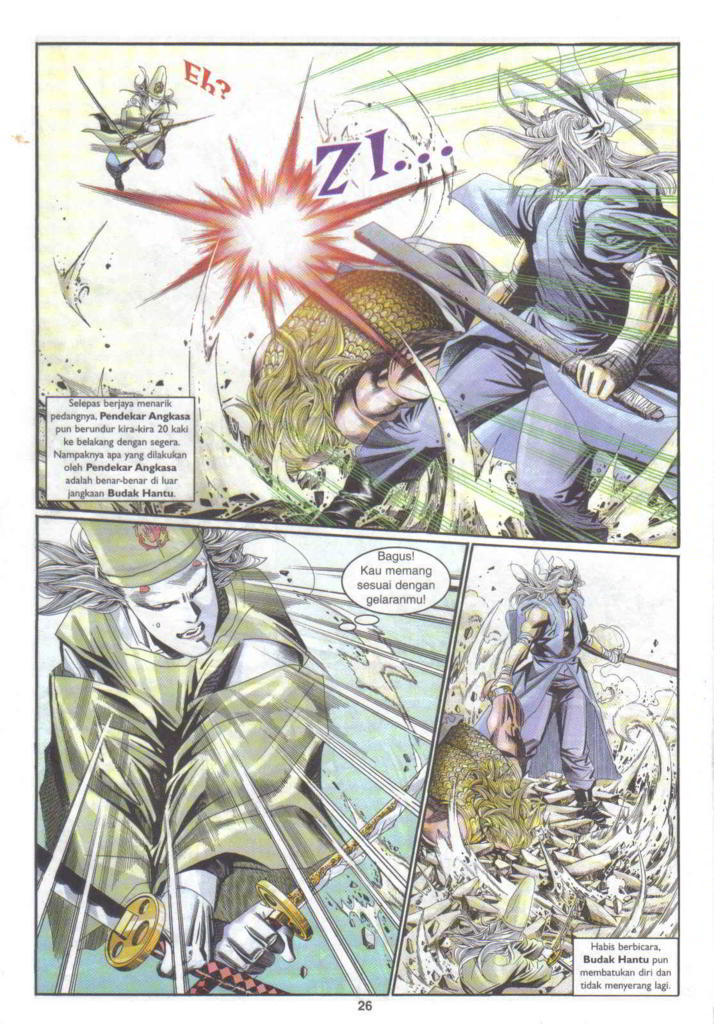 Eh?
ZI...
Selepas berjaya menarik
pedangnya, Pendekar Angkasa
pun berundur kira-kira 20 kaki
ke belakang dengan segera.
Nampaknya apa yang dilakukan
oleh Pendekar Angkasa
adalah benar-benar di luar
jangkaan Budak Hantu.
Bagus!
Kau memang
sesuai dengan
gelaranmu!
Habis berbicara,
Budak Hantu pun
membatukan diri dan
tidak menyerang lagi.
26